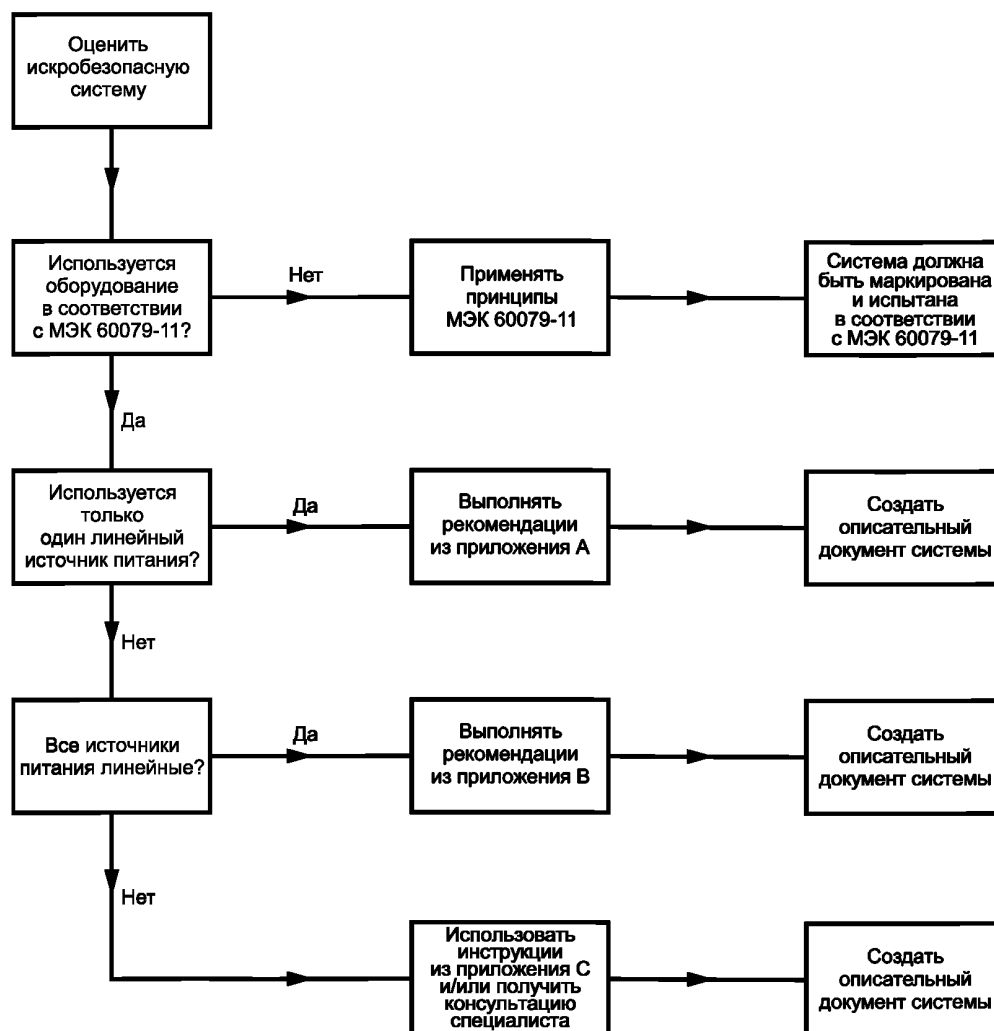 Оценить
искробезопасную
систему
Используется
оборудование
в соответствии
с МЭК 60079-11?
Нет
Применять
принципы
МЭК 60079-11
Система должна
быть маркирована
и испытана
в соответствии
с МЭК 60079-11
Да
Используется
только
один линейный
источник питания?
Да
Выполнять
рекомендации
из приложения А
Создать
описательный
документ системы
Нет
Все источники
питания линейные?
Да
Выполнять
рекомендации
из приложения В
Создать
описательный
документ системы
Нет
Использовать
инструкции
из приложения С
и/или получить
консультацию
специалиста
Создать
описательный
документ системы